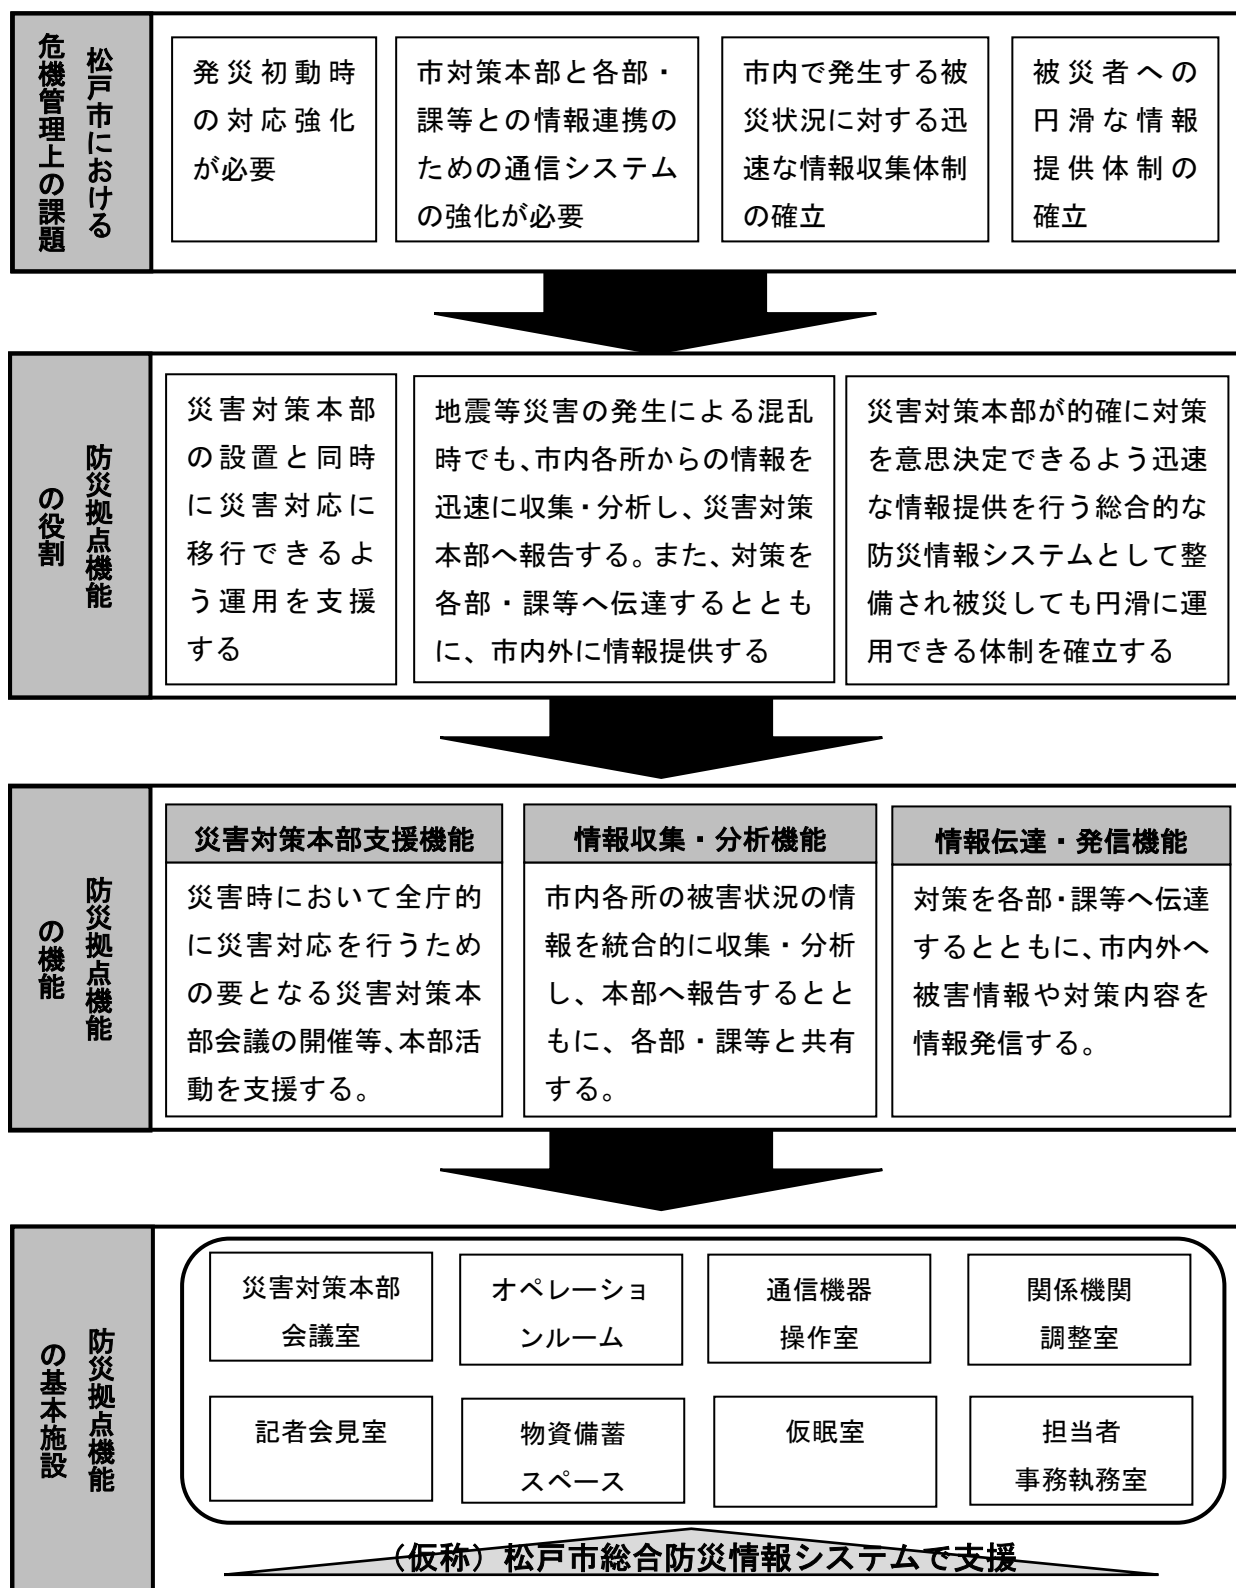 松戸市における
危機管理上の課題
発災初動時
の対応強化
が必要
市対策本部と各部・
課等との情報連携の
ための通信システム
の強化が必要
市内で発生する被
災状況に対する迅
速な情報収集体制
の確立
被災者への
円滑な情報
提供体制の
確立
防災拠点機能
の役割
災害対策本部
の設置と同時
に災害対応に
移行できるよ
う運用を支援
する
地震等災害の発生による混乱
時でも、市内各所からの情報を
迅速に収集・分析し、災害対策
本部へ報告する。また、対策を
各部・課等へ伝達するととも
に、市内外に情報提供する
災害対策本部が的確に対策
を意思決定できるよう迅速
な情報提供を行う総合的な
防災情報システムとして整
備され被災しても円滑に運
用できる体制を確立する
防災拠点機能
の機能
災害対策本部支援機能
災害時において全庁的
に災害対応を行うため
の要となる災害対策本
部会議の開催等、本部活
動を支援する。
情報収集・分析機能
市内各所の被害状況の情
報を統合的に収集・分析
し、本部へ報告するとと
もに、各部・課等と共有
する。
情報伝達・発信機能
対策を各部・課等へ伝達
するとともに、市内外へ
被害情報や対策内容を
情報発信する。
防災拠点機能
の基本施設
災害対策本部
会議室
オペレーショ
ンルーム
通信機器
操作室
関係機関
調整室
記者会見室
物資備蓄
スペース
仮眠室
担当者
事務執務室
（仮称）松戸市総合防災情報システムで支援